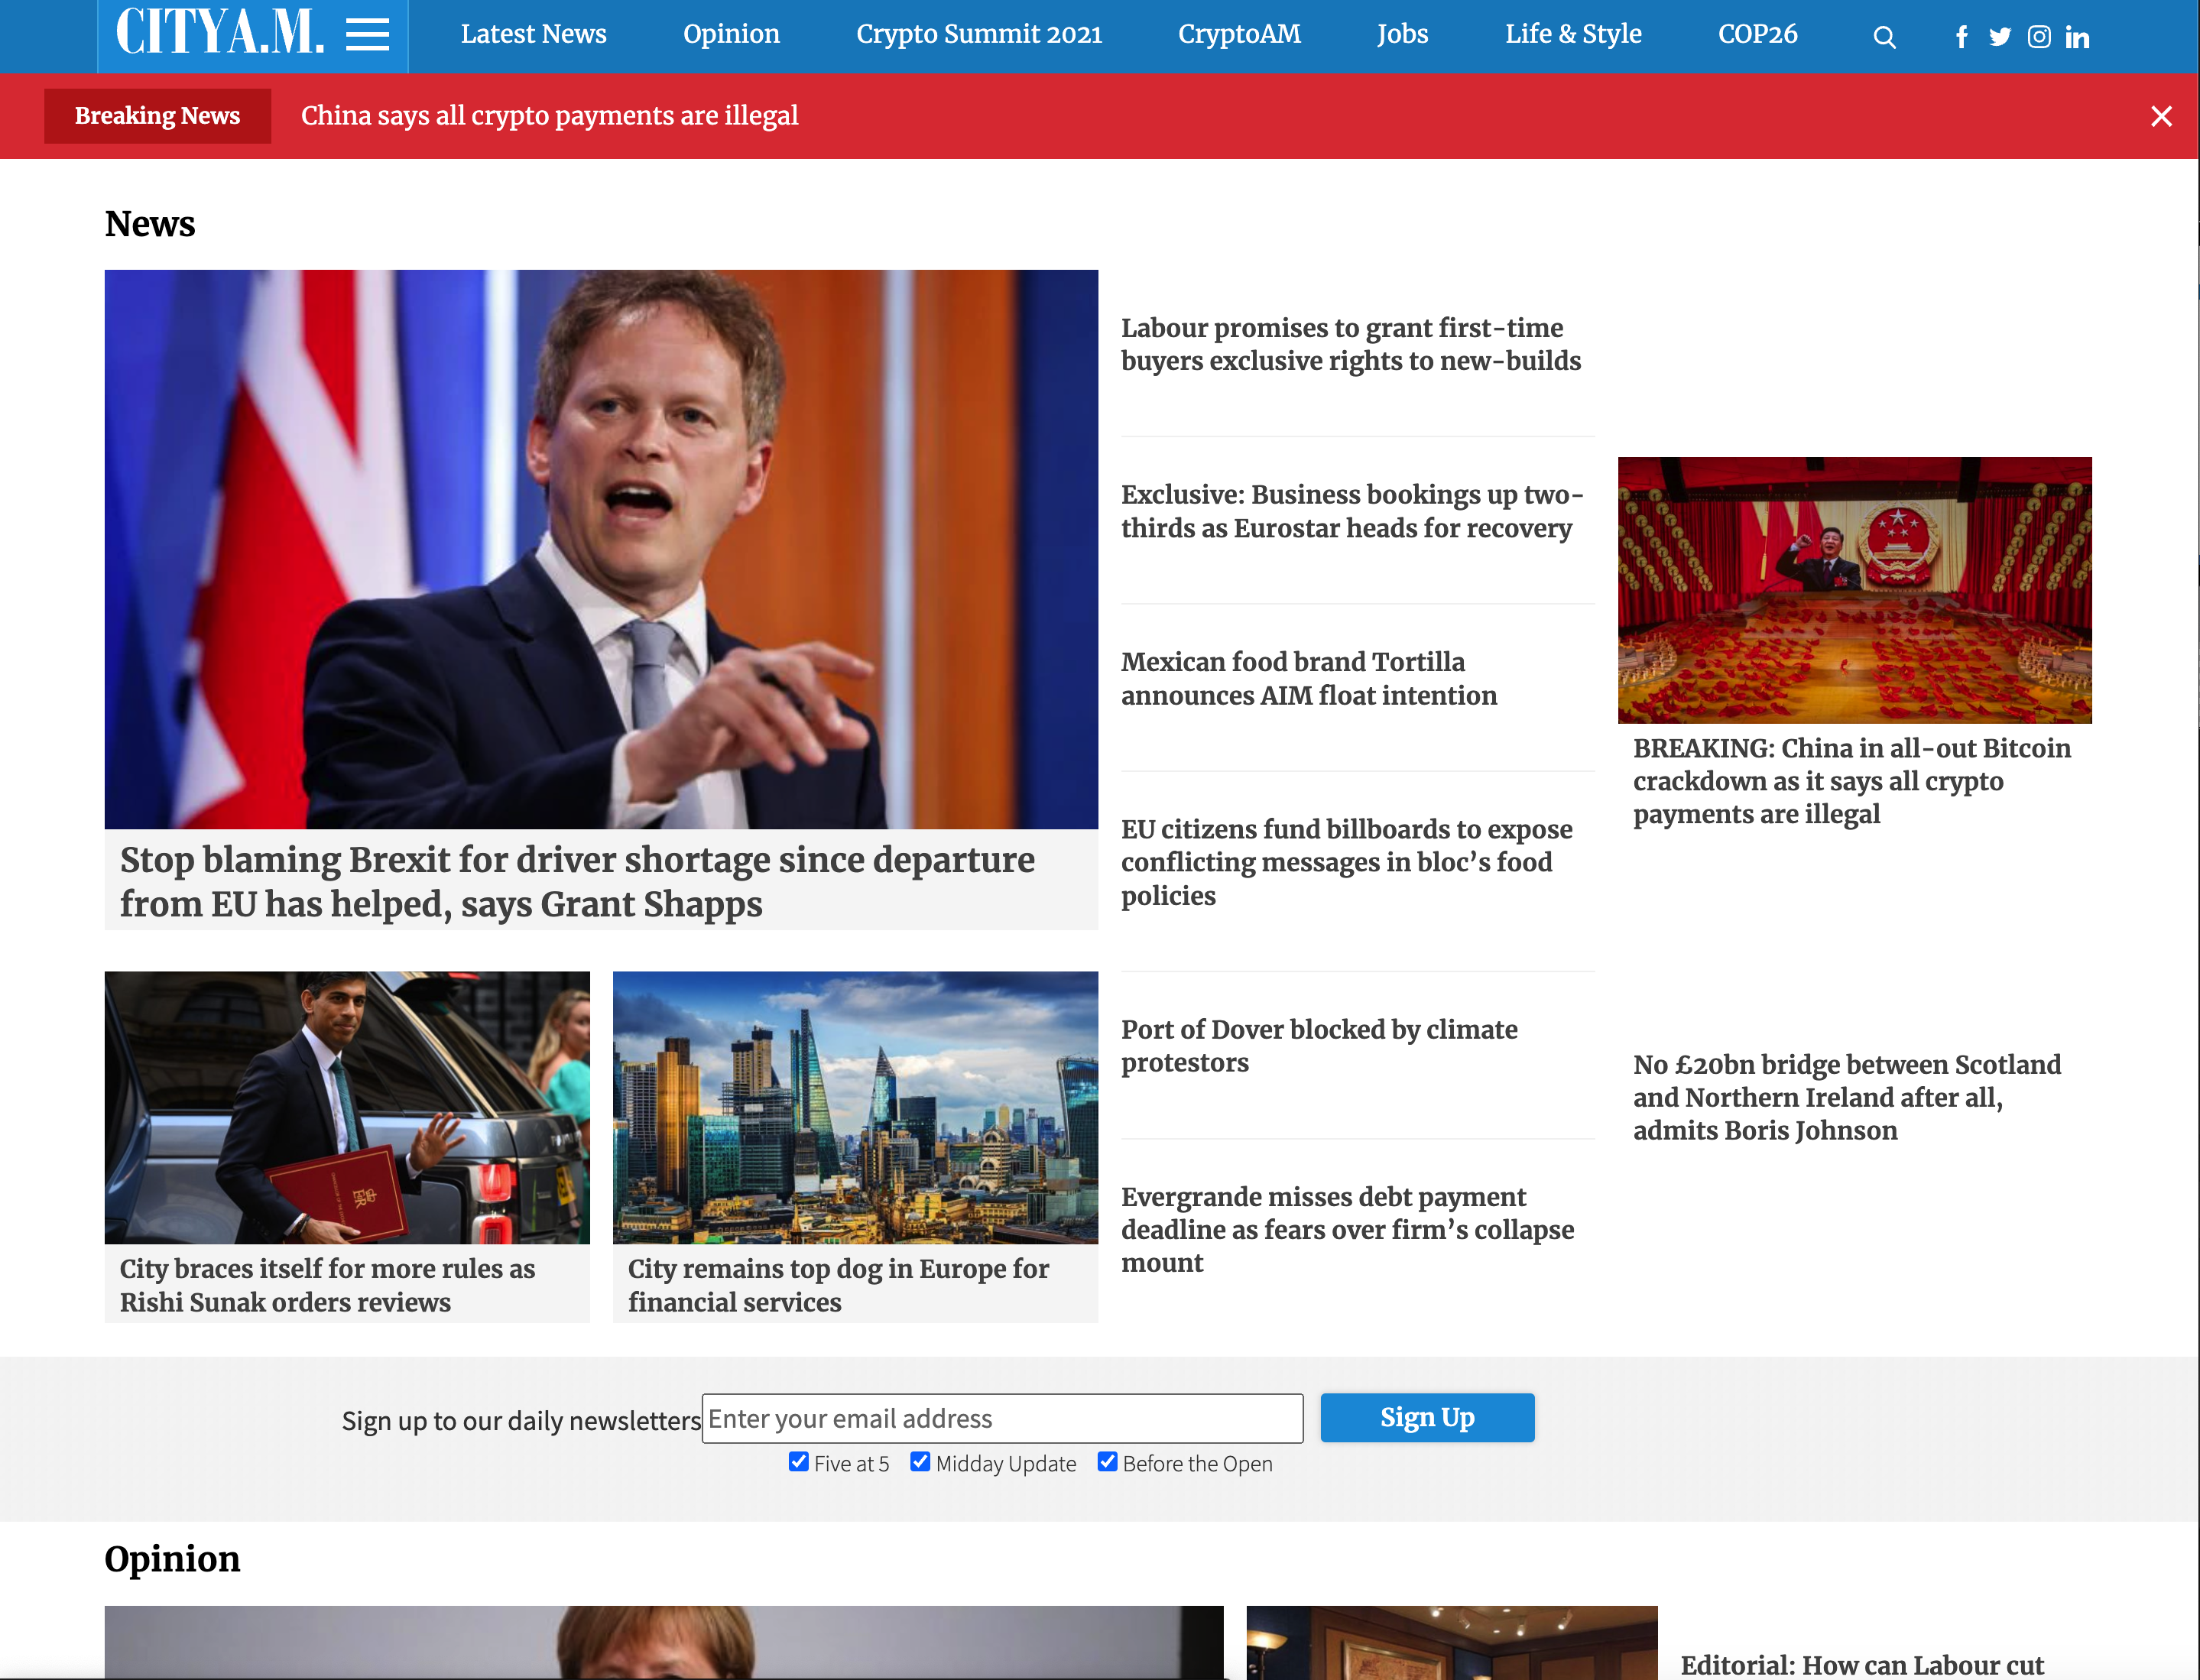 CITYA.M.
Latest News
Opinion
Crypto Summit 2021
CryptoAM
Jobs
Life & Style
COP26
Breaking News
China says all crypto payments are illegal
News
Stop blaming Brexit for driver shortage since departure
from EU has helped, says Grant Shapps
City braces itself for more rules as
Rishi Sunak orders reviews
City remains top dog in Europe for
financial services
Labour promises to grant first-time
buyers exclusive rights to new-builds
Exclusive: Business bookings up two-
thirds as Eurostar heads for recovery
Mexican food brand Tortilla
announces AIM float intention
EU citizens fund billboards to expose
conflicting messages in bloc’s food
policies
Port of Dover blocked by climate
protestors
Evergrande misses debt payment
deadline as fears over firm’s collapse
mount
BREAKING: China in all-out Bitcoin
crackdown as it says all crypto
payments are illegal
No £20bn bridge between Scotland
and Northern Ireland after all,
admits Boris Johnson
Sign up to our daily newsletters
Enter your email address
Sign Up
Five at 5
Midday Update
Before the Open
Opinion
Editorial: How can Labour cut